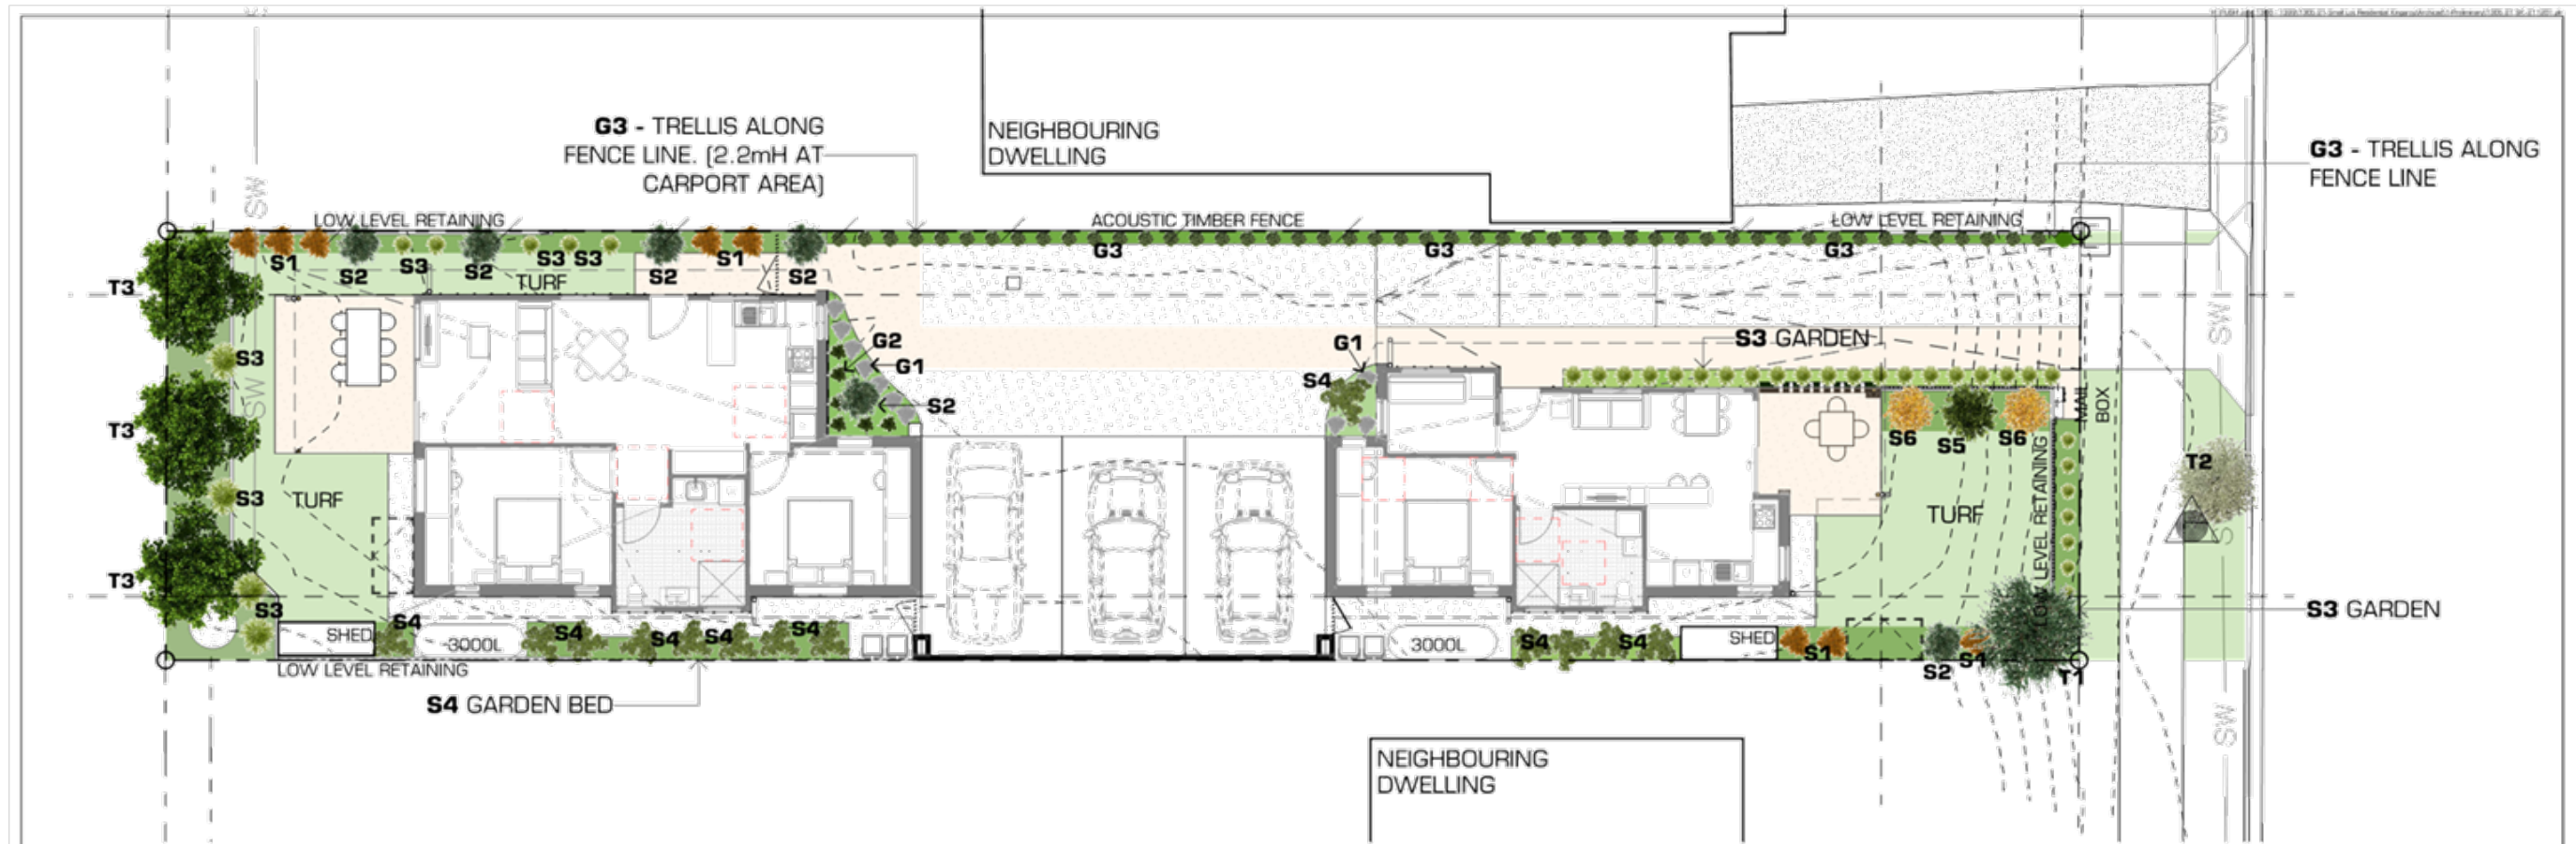 G3 - TRELLIS ALONG
FENCE LINE. (2.2mH AT
CARPORT AREA)
NEIGHBOURING
DWELLING
G3 - TRELLIS ALONG
FENCE LINE
SW
SW
LOW LEVEL RETAINING
ACOUSTIC TIMBER FENCE
LOW LEVEL RETAINING
S1
S2
S3
S2
S3
S3
S2
S1
S2
G3
G3
G3
T3
TURF
SW
G2
G1
G1
S3 GARDEN
S3
S4
S2
MAIL
BOX
SW
T3
S6
S5
S6
T2
S3
TURF
TURF
LOW LEVEL RETAINING
S
T3
S3
S4
SHED
3000L
S4
S4
S4
S4
3000L
S4
S4
SHED
S1
S2
S1
T1
S3 GARDEN
LOW LEVEL RETAINING
S4 GARDEN BED
SW
NEIGHBOURING
DWELLING